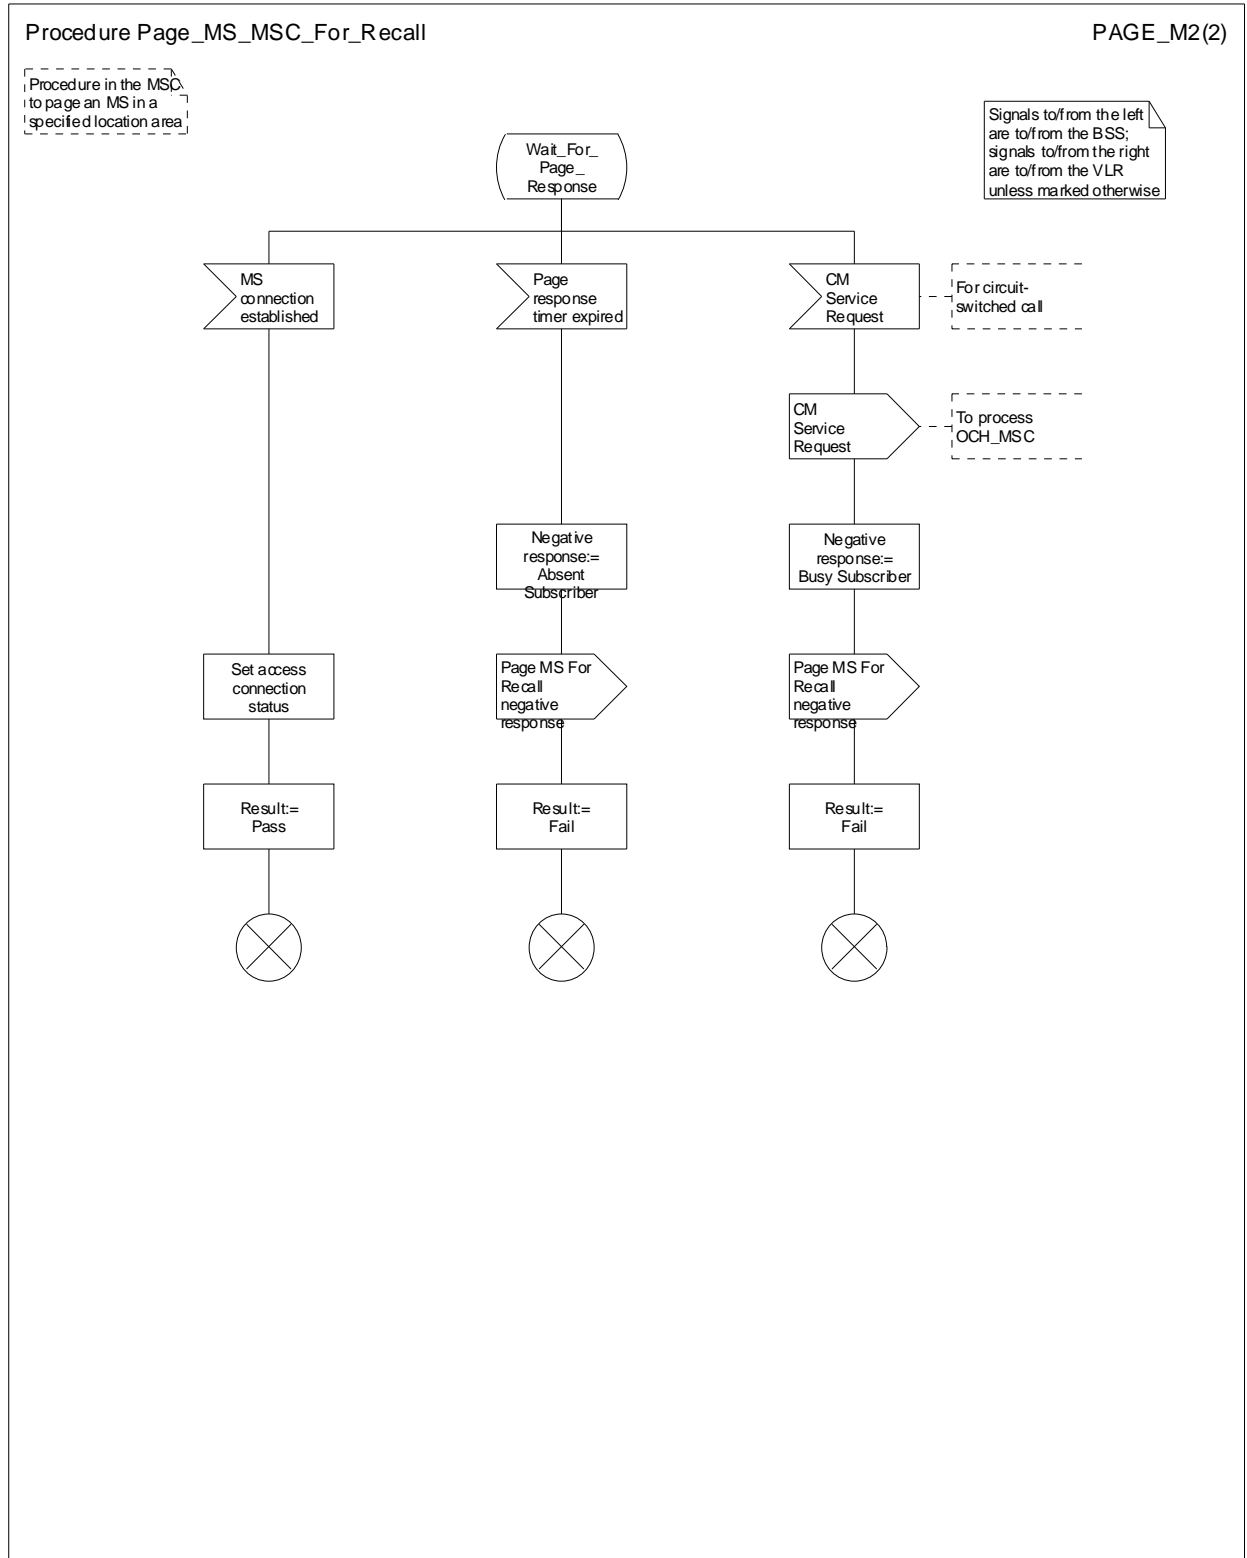 Procedure Page_MS_MSC_For_Recall
PAGE_M2(2)
Procedure in the MSC
to page an MS in a
specified location area
Signals to/from the left
are to/from the BSS;
signals to/from the right
are to/from the VLR
unless marked otherwise
Wait_For_
Page_
Response
MS
connection
established
Page
response
timer expired
CM
Service
Request
For circuit-
switched call
CM
Service
Request
To process
OCH_MSC
Negative
response:=
Absent
Subscriber
Negative
response:=
Busy Subscriber
Set access
connection
status
Page MS For
Recall
negative
response
Page MS For
Recall
negative
response
Result:=
Pass
Result:=
Fail
Result:=
Fail